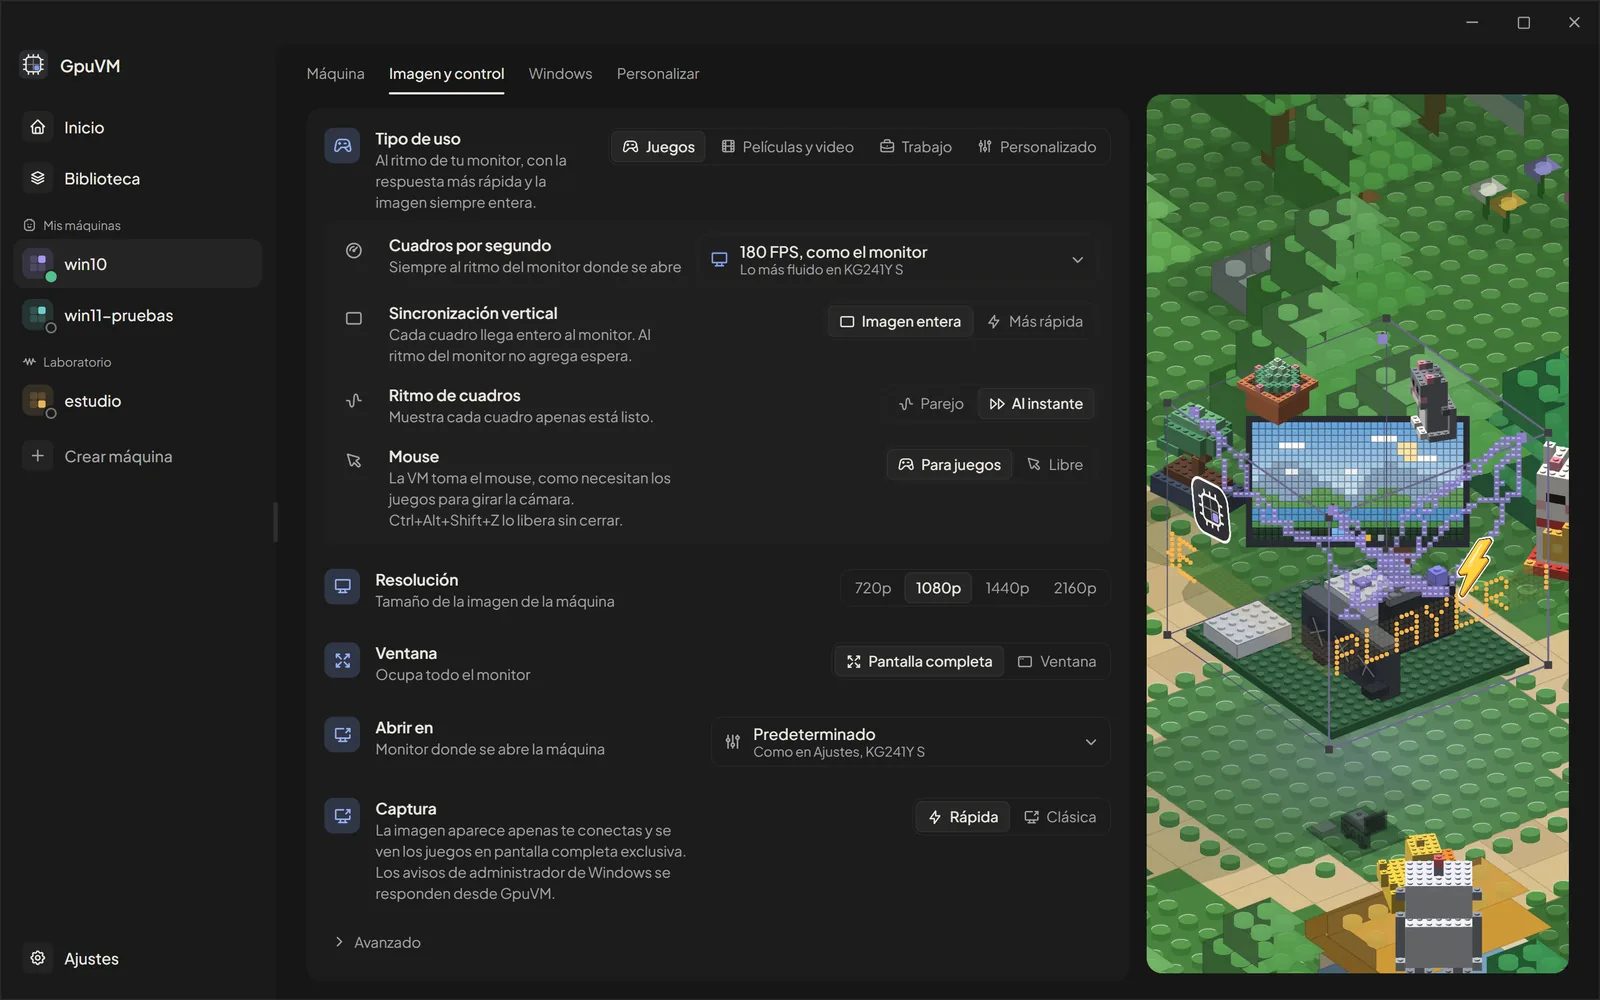 GpuVM
Inicio
Biblioteca
Mis máquinas
win10
win11-pruebas
Laboratorio
estudio
Crear máquina
Ajustes
Máquina
Imagen y control
Windows
Personalizar
Tipo de uso
Al ritmo de tu monitor, con la
respuesta más rápida y la
imagen siempre entera.
Juegos
Películas y video
Trabajo
Personalizado
Cuadros por segundo
Siempre al ritmo del monitor donde se abre
180 FPS, como el monitor
Lo más fluido en KG241Y S
Sincronización vertical
Cada cuadro llega entero al monitor. Al
ritmo del monitor no agrega espera.
Imagen entera
Más rápida
Ritmo de cuadros
Muestra cada cuadro apenas está listo.
Parejo
Al instante
Mouse
La VM toma el mouse, como necesitan los
juegos para girar la cámara.
Ctrl+Alt+Shift+Z lo libera sin cerrar.
Para juegos
Libre
Resolución
Tamaño de la imagen de la máquina
720p
1080p
1440p
2160p
Ventana
Ocupa todo el monitor
Pantalla completa
Ventana
Abrir en
Monitor donde se abre la máquina
Predeterminado
Como en Ajustes, KG241Y S
Captura
La imagen aparece apenas te conectas y se
ven los juegos en pantalla completa exclusiva.
Los avisos de administrador de Windows se
responden desde GpuVM.
Rápida
Clásica
Avanzado